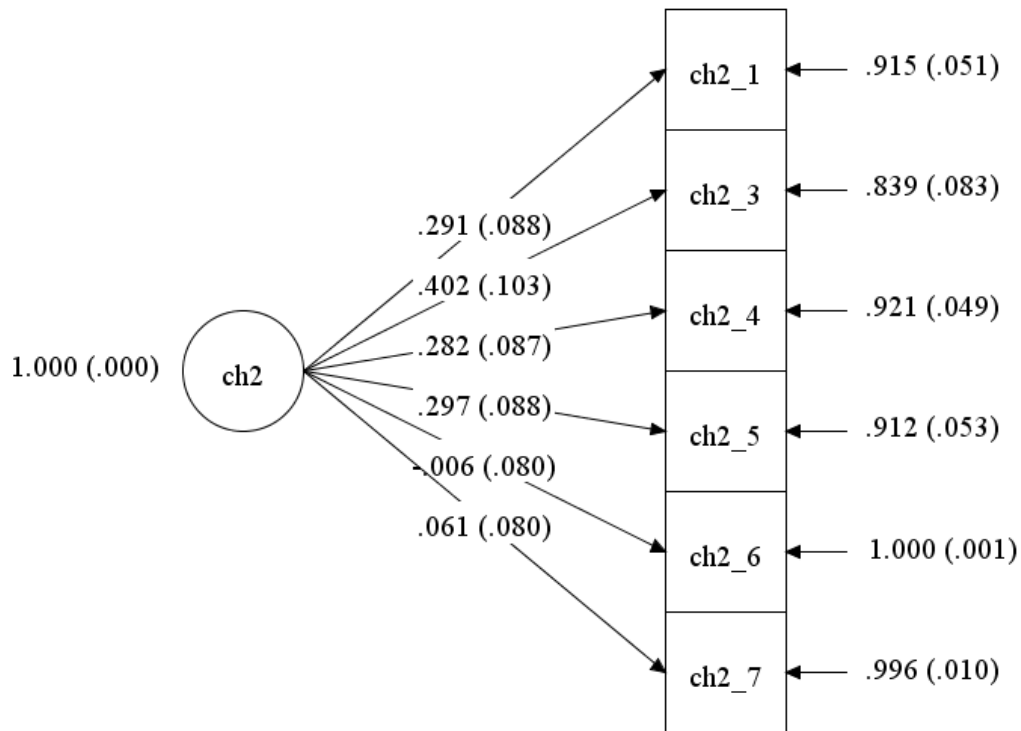 ch2_1
.915 (.051)
ch2_3
.839 (.083)
.291 (.088)
.402 (.103)
ch2_4
.921 (.049)
.282 (.087)
1.000 (.000)
ch2
.297 (.088)
ch2_5
.912 (.053)
-.006 (.080)
.061 (.080)
ch2_6
1.000 (.001)
ch2_7
.996 (.010)